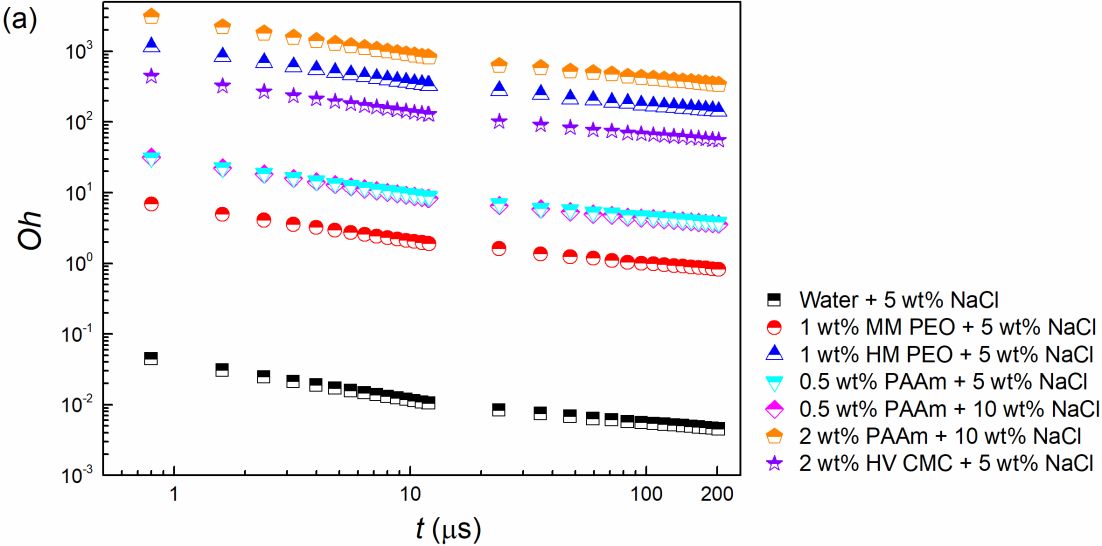 (a)
10³
10²
10¹
10⁰
10⁻¹
10⁻²
10⁻³
Oh
1 10 100 200
t (μs)
Water + 5 wt% NaCl
1 wt% MM PEO + 5 wt% NaCl
1 wt% HM PEO + 5 wt% NaCl
0.5 wt% PAAm + 5 wt% NaCl
0.5 wt% PAAm + 10 wt% NaCl
2 wt% PAAm + 10 wt% NaCl
2 wt% HV CMC + 5 wt% NaCl